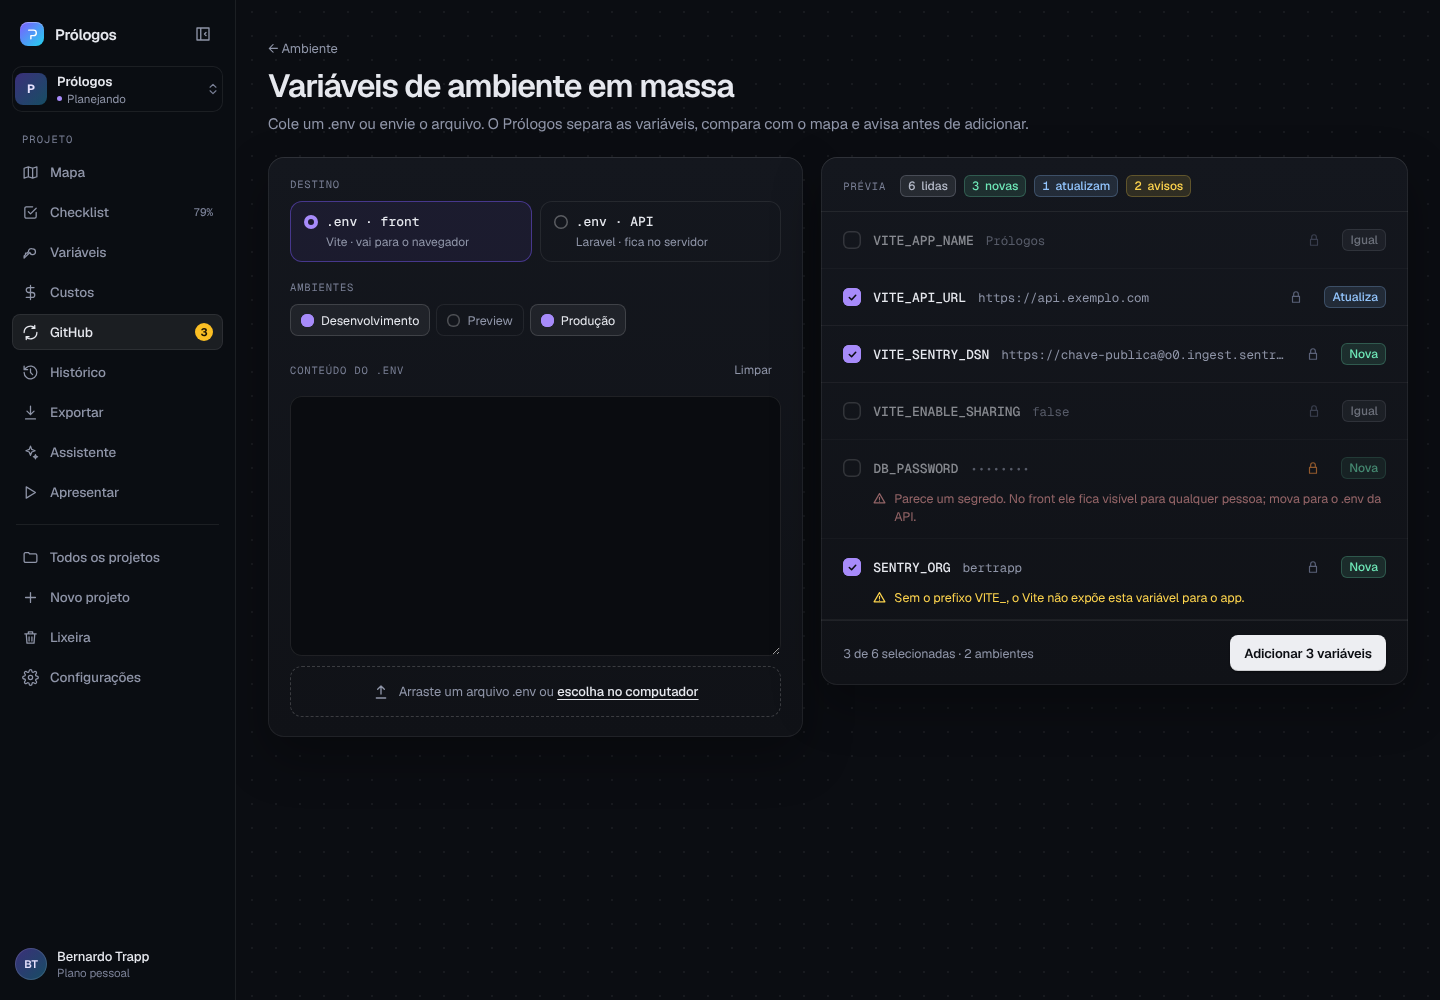 Prólogos
P
Prólogos
Planejando
PROJETO
Mapa
Checklist
79%
Variáveis
Custos
GitHub
3
Histórico
Exportar
Assistente
Apresentar
Todos os projetos
Novo projeto
Lixeira
Configurações
BT
Bernardo Trapp
Plano pessoal
← Ambiente
Variáveis de ambiente em massa
Cole um .env ou envie o arquivo. O Prólogos separa as variáveis, compara com o mapa e avisa antes de adicionar.
DESTINO
.env · front
Vite · vai para o navegador
.env · API
Laravel · fica no servidor
AMBIENTES
Desenvolvimento
Preview
Produção
CONTEÚDO DO .ENV
Limpar
Arraste um arquivo .env ou escolha no computador
PRÉVIA
6 lidas
3 novas
1 atualizam
2 avisos
VITE_APP_NAME Prólogos
Igual
VITE_API_URL https://api.exemplo.com
Atualiza
VITE_SENTRY_DSN https://chave-publica@o0.ingest.sentr…
Nova
VITE_ENABLE_SHARING false
Igual
DB_PASSWORD ••••••••
Nova
Parece um segredo. No front ele fica visível para qualquer pessoa; mova para o .env da
API.
SENTRY_ORG bertrapp
Nova
Sem o prefixo VITE_, o Vite não expõe esta variável para o app.
3 de 6 selecionadas · 2 ambientes
Adicionar 3 variáveis